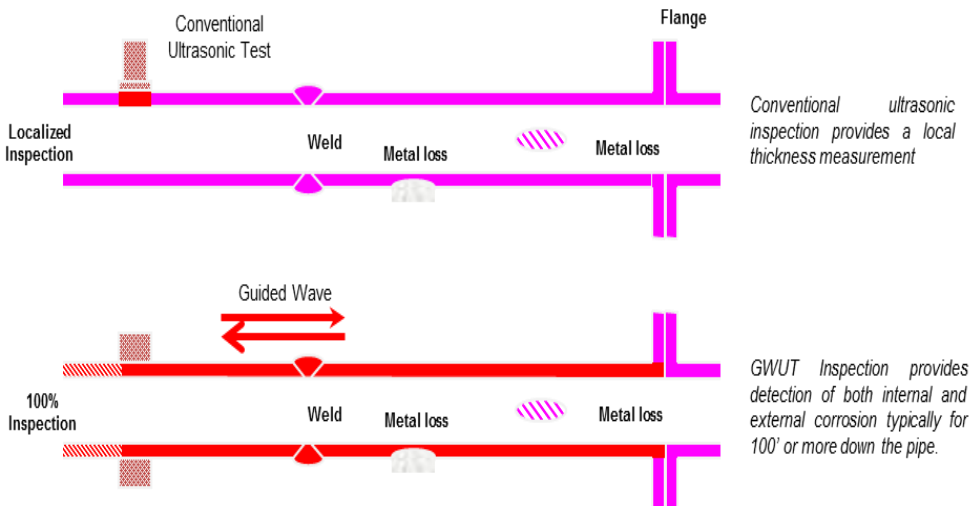 Conventional
Ultrasonic Test
Flange
Localized
Inspection
Weld
Metal loss
Metal loss
Conventional ultrasonic
inspection provides a local
thickness measurement
Guided Wave
100%
Inspection
Weld
Metal loss
Metal loss
GWUT Inspection provides
detection of both internal and
external corrosion typically for
100' or more down the pipe.